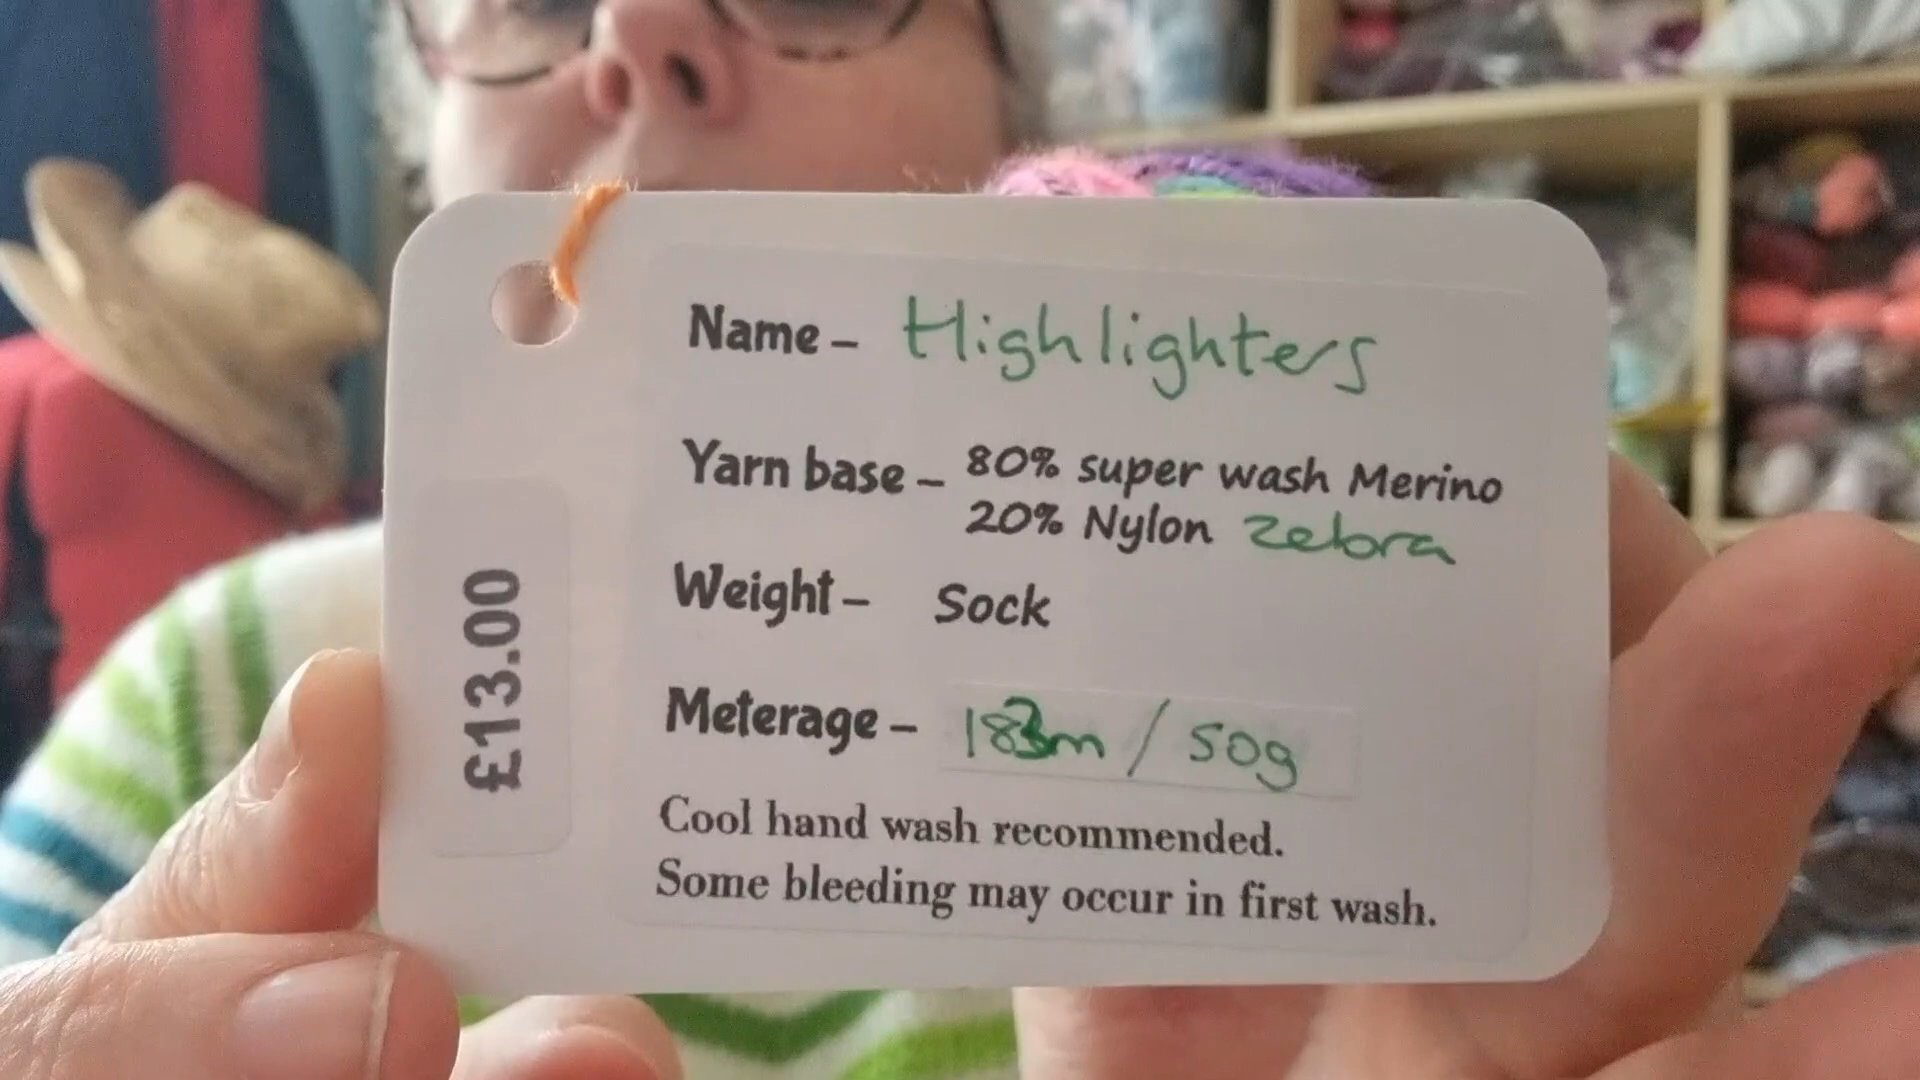 Name – Highlighters
Yarn base – 80% super wash Merino
20% Nylon Zebra
Weight – Sock
Meterage – 183m / 50g
Cool hand wash recommended.
Some bleeding may occur in first wash.
£13.00